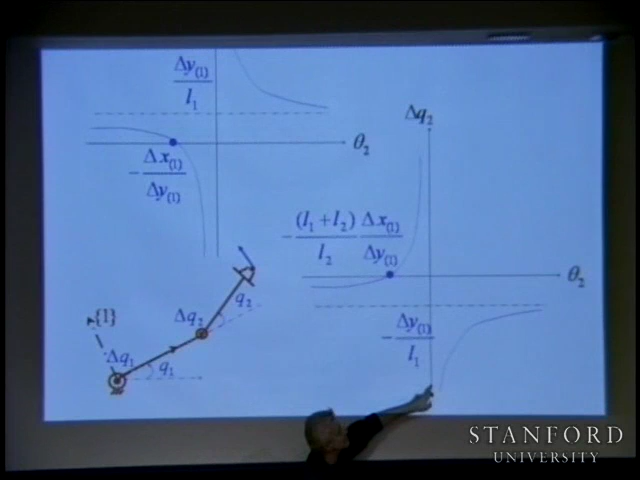 Δy(1)
l1
θ2
- Δx(1)
Δy(1)
Δq2
- (l1 + l2) Δx(1)
l2 Δy(1)
θ2
- Δy(1)
l1
{1}
Δq1
q1
Δq2
q2
STANFORD
UNIVERSITY